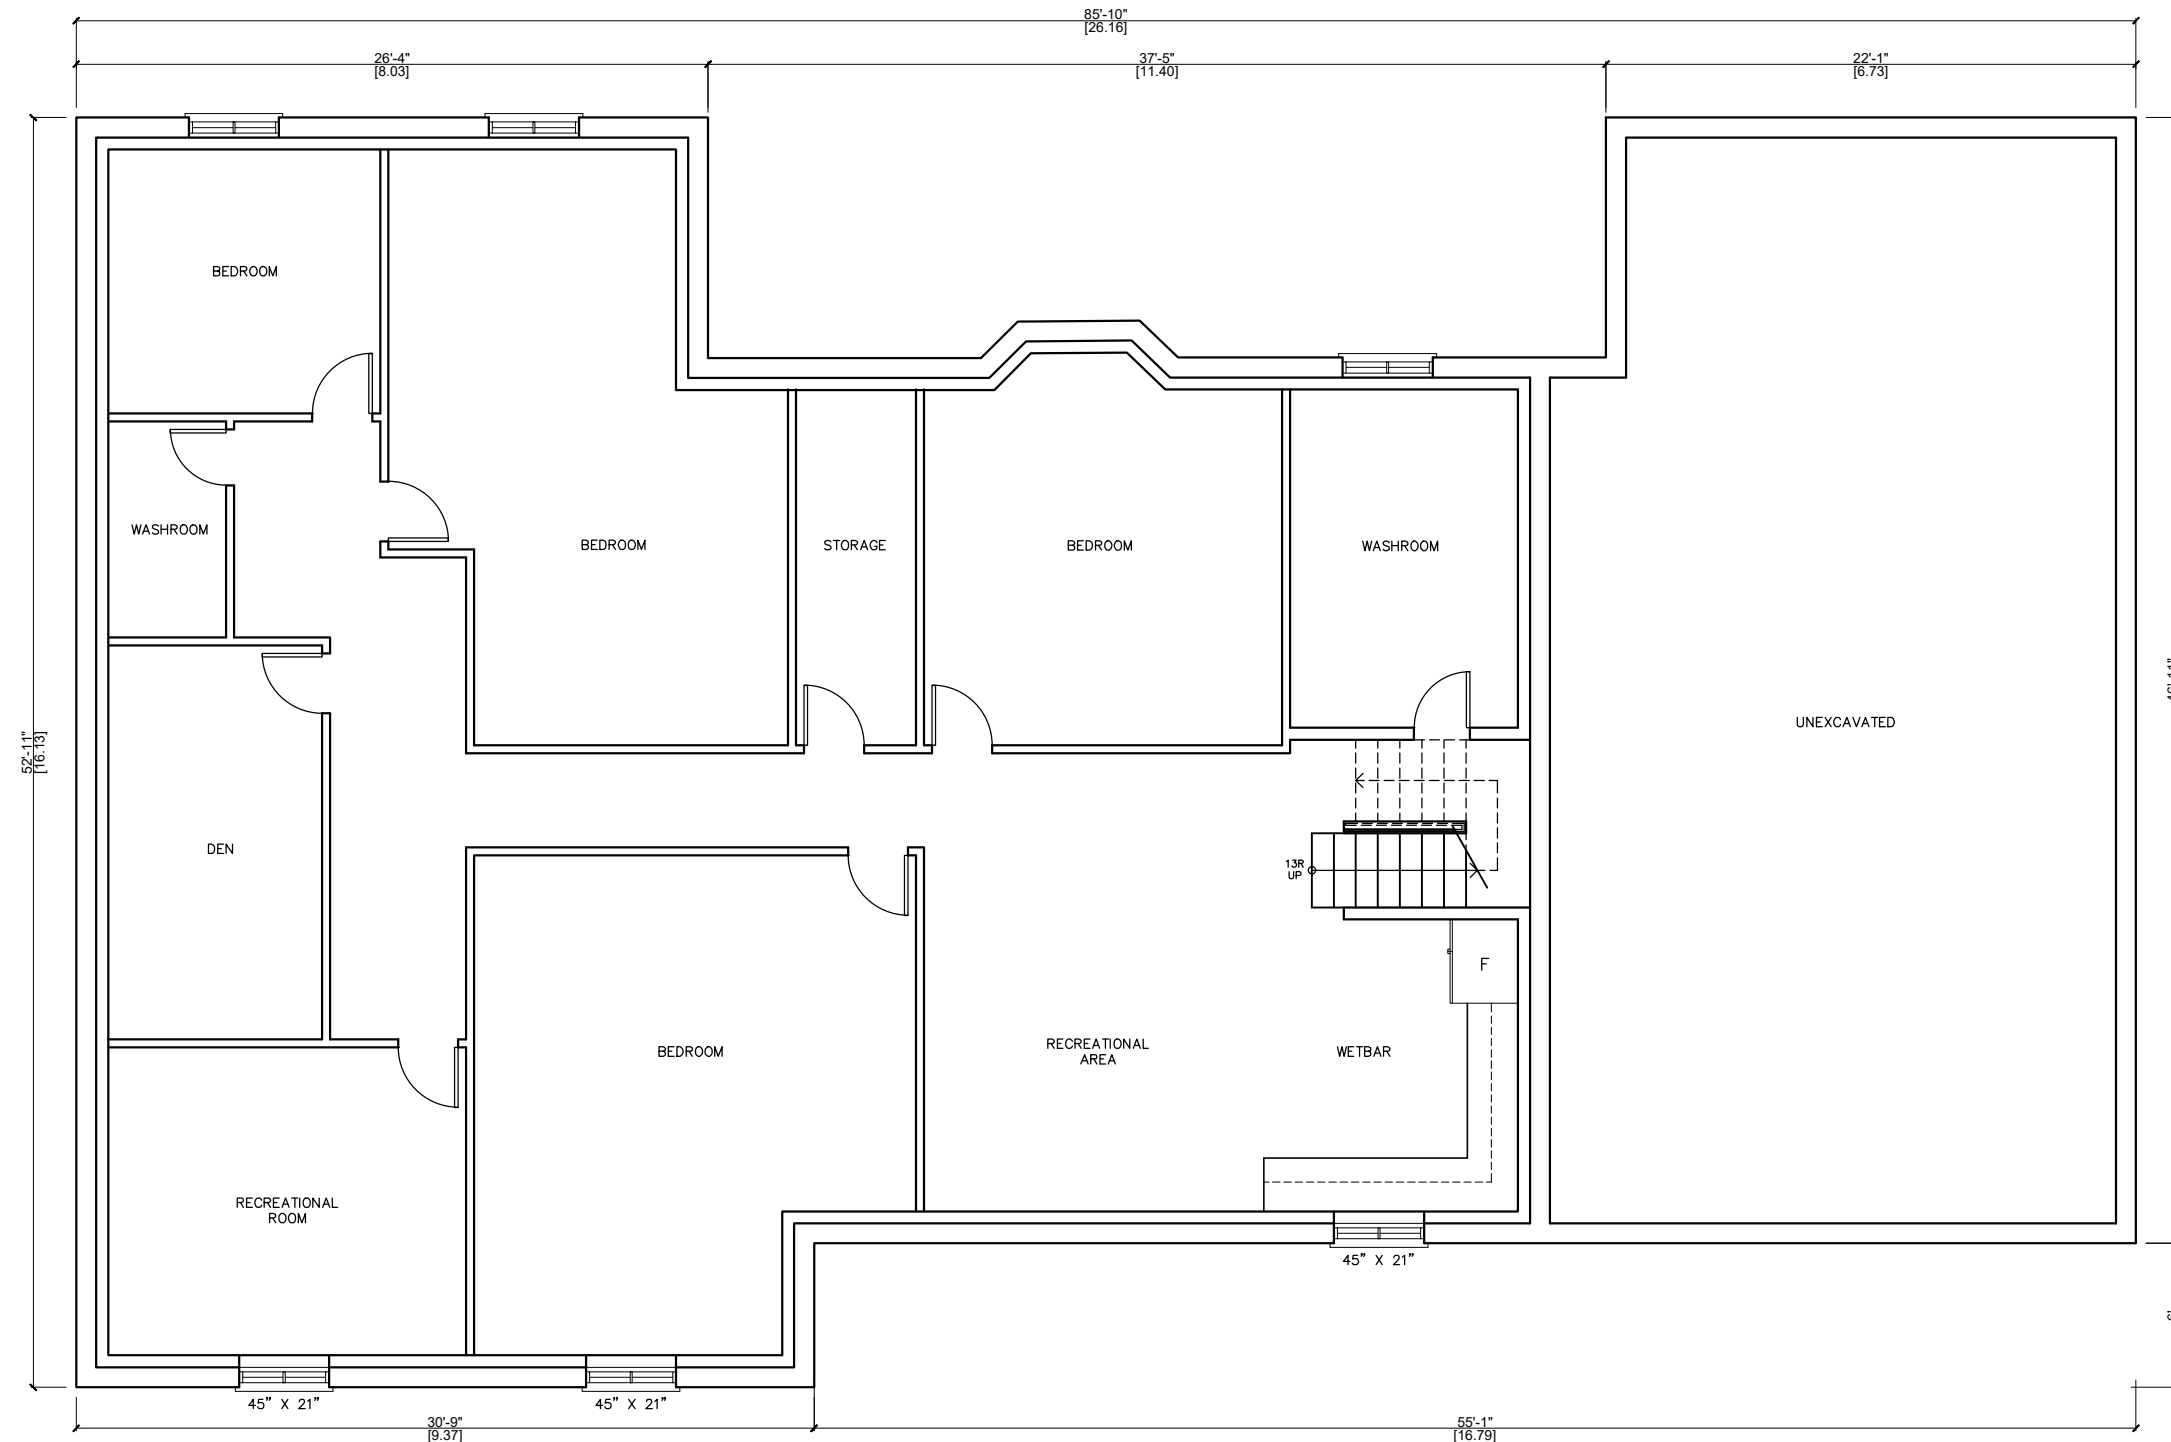 85'-10"
[26.16]
26'-4"
[8.03]
37'-5"
[11.40]
22'-1"
[6.73]
BEDROOM
WASHROOM
BEDROOM
STORAGE
BEDROOM
WASHROOM
UNEXCAVATED
52'-11"
[16.13]
DEN
13R
UP
F
BEDROOM
RECREATIONAL
AREA
WETBAR
RECREATIONAL
ROOM
45” X 21”
45” X 21”
45” X 21”
30'-9"
[9.37]
55'-1"
[16.79]